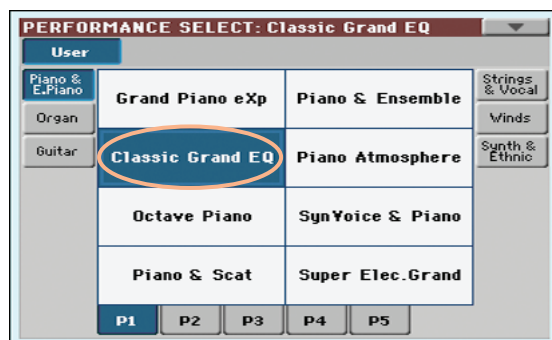 PERFORMANCE SELECT: Classic Grand EQ
User
Piano &
E.Piano
Organ
Guitar
Grand Piano eXp
Piano & Ensemble
Classic Grand EQ
Piano Atmosphere
Octave Piano
SynVoice & Piano
Piano & Scat
Super Elec.Grand
Strings
& Vocal
Winds
Synth &
Ethnic
P1 P2 P3 P4 P5